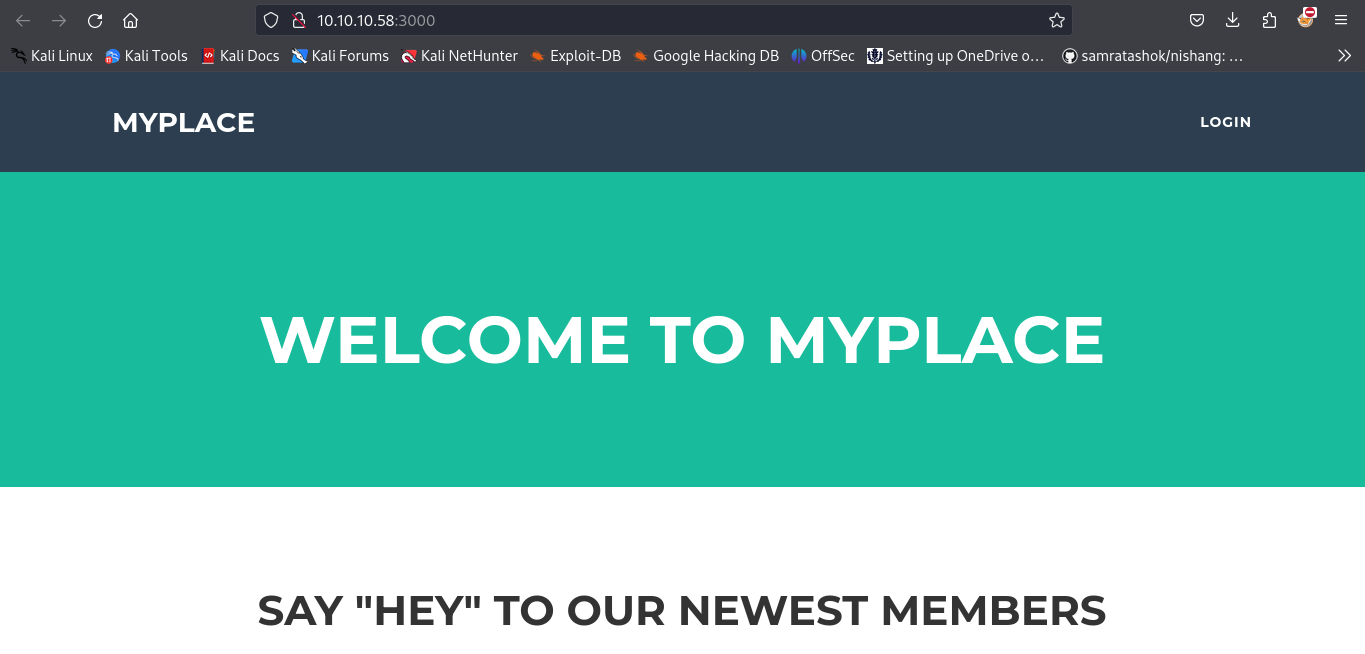 10.10.10.58:3000
Kali Linux Kali Tools Kali Docs Kali Forums Kali NetHunter Exploit-DB Google Hacking DB OffSec Setting up OneDrive o… samratashok/nishang: …
MYPLACE LOGIN
WELCOME TO MYPLACE
SAY "HEY" TO OUR NEWEST MEMBERS